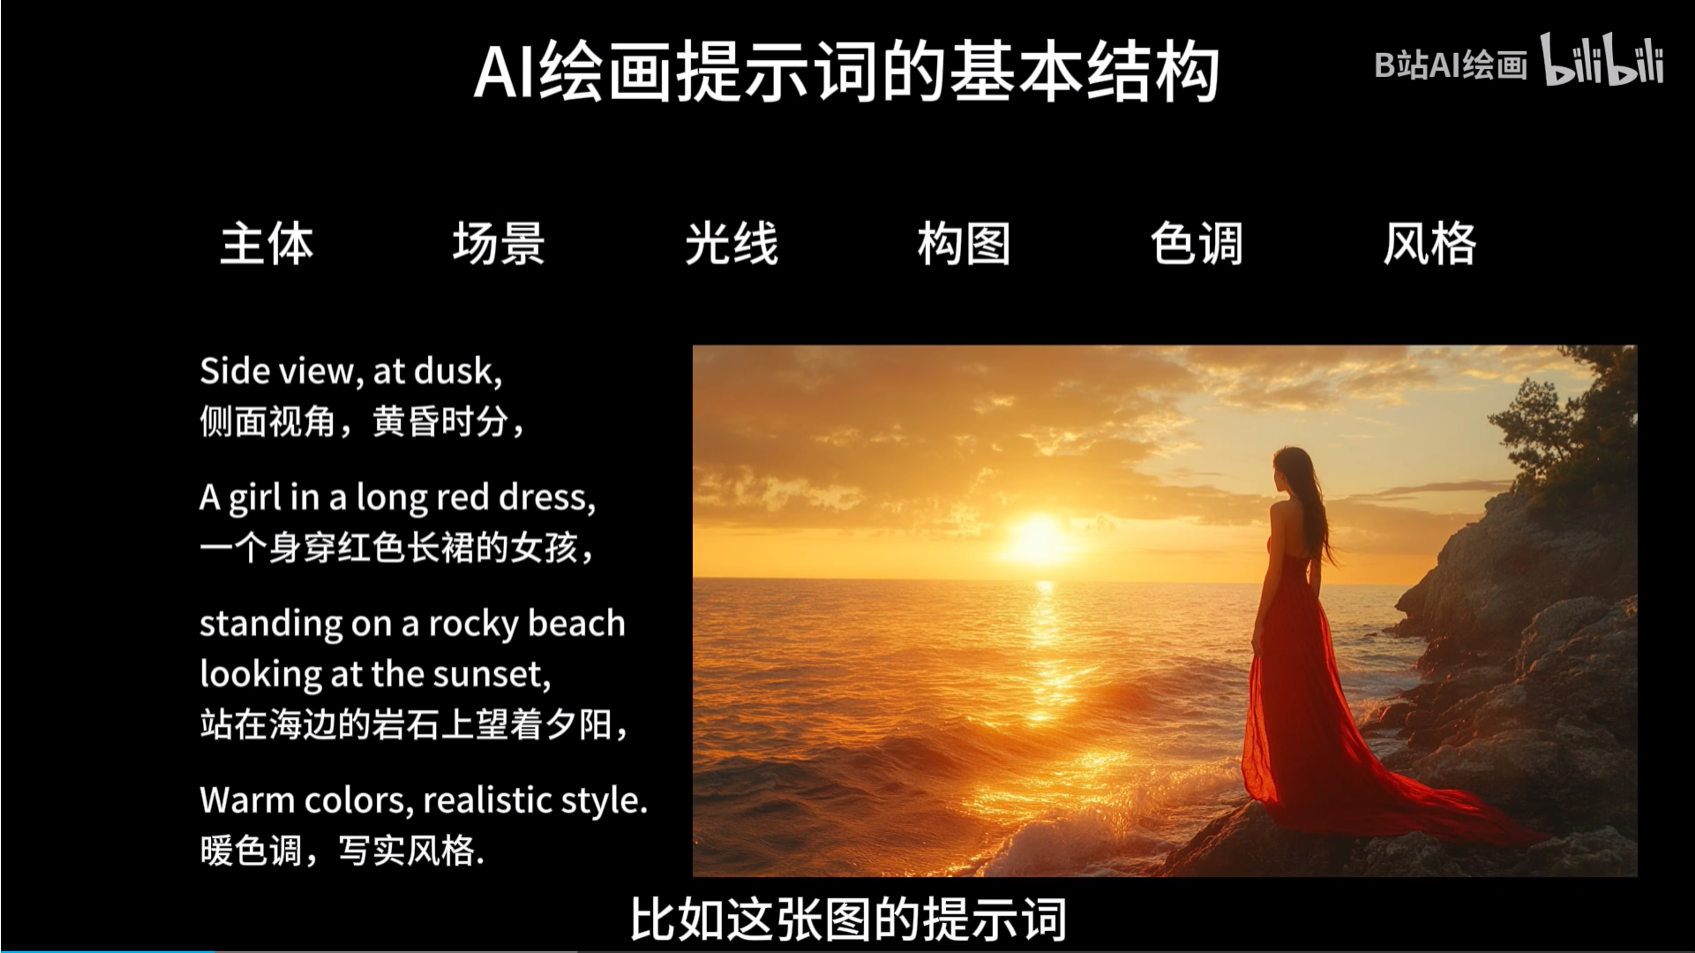 AI绘画提示词的基本结构
B站AI绘画 bilibili
主体 场景 光线 构图 色调 风格
Side view, at dusk,
侧面视角，黄昏时分，
A girl in a long red dress,
一个身穿红色长裙的女孩，
standing on a rocky beach
looking at the sunset,
站在海边的岩石上望着夕阳，
Warm colors, realistic style.
暖色调，写实风格.
比如这张图的提示词